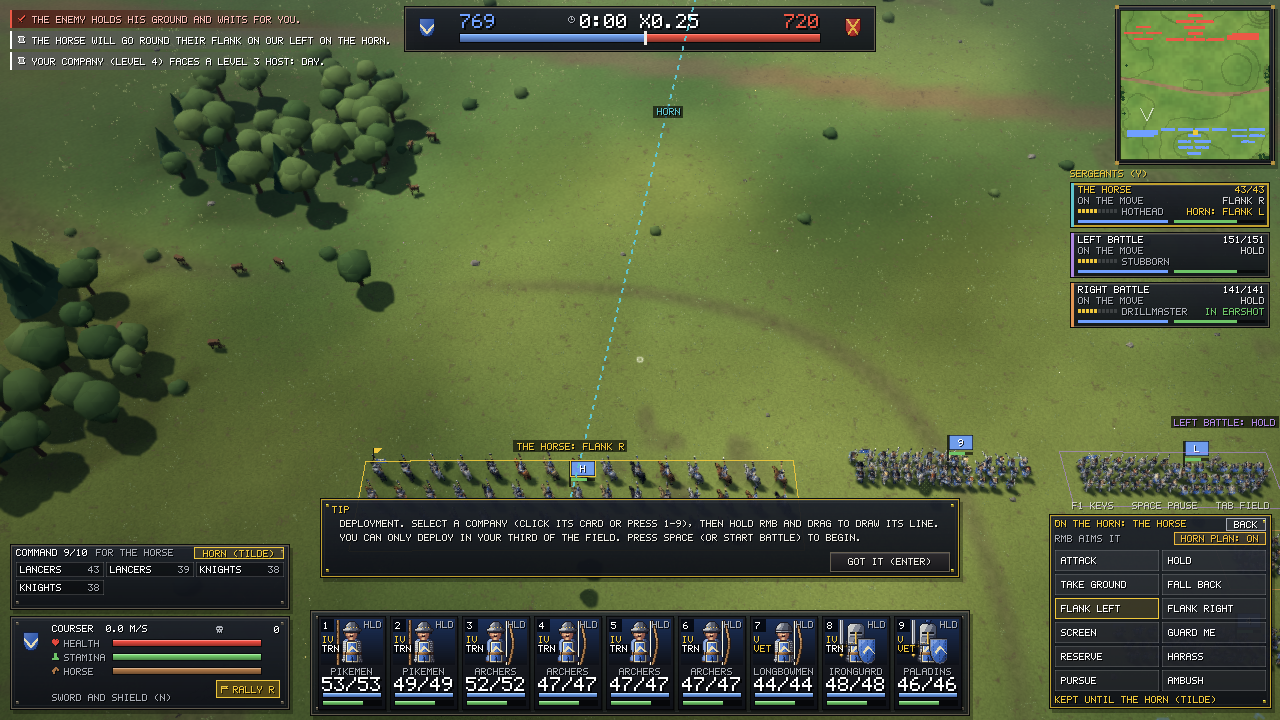 THE ENEMY HOLDS HIS GROUND AND WAITS FOR YOU.
THE HORSE WILL GO ROUND THEIR FLANK ON OUR LEFT ON THE HORN.
YOUR COMPANY (LEVEL 4) FACES A LEVEL 3 HOST: DAY.
769 0:00 X0.25 720
HORN
SERGEANTS (Y)
THE HORSE 43/43
ON THE MOVE FLANK R
HOTHEAD HORN: FLANK L
LEFT BATTLE 151/151
ON THE MOVE HOLD
STUBBORN
RIGHT BATTLE 141/141
ON THE MOVE HOLD
DRILLMASTER IN EARSHOT
LEFT BATTLE: HOLD
THE HORSE: FLANK R
9
L
H
F1 KEYS SPACE PAUSE TAB FIELD
TIP
DEPLOYMENT. SELECT A COMPANY (CLICK ITS CARD OR PRESS 1-9), THEN HOLD RMB AND DRAG TO DRAW ITS LINE.
YOU CAN ONLY DEPLOY IN YOUR THIRD OF THE FIELD. PRESS SPACE (OR START BATTLE) TO BEGIN.
GOT IT (ENTER)
COMMAND 9/10 FOR THE HORSE HORN (TILDE)
LANCERS 43 LANCERS 39 KNIGHTS 38
KNIGHTS 38
COURSER 0.0 M/S 0
HEALTH
STAMINA
HORSE
SWORD AND SHIELD (N) RALLY R
1 HLD IV TRN PIKEMEN 53/53
2 HLD IV TRN PIKEMEN 49/49
3 HLD IV TRN ARCHERS 52/52
4 HLD IV TRN ARCHERS 47/47
5 HLD IV TRN ARCHERS 47/47
6 HLD IV TRN ARCHERS 47/47
7 HLD V VET LONGBOWMEN 44/44
8 HLD IV TRN IRONGUARD 48/48
9 HLD V VET PALADINS 46/46
ON THE HORN: THE HORSE BACK
RMB AIMS IT HORN PLAN: ON
ATTACK HOLD
TAKE GROUND FALL BACK
FLANK LEFT FLANK RIGHT
SCREEN GUARD ME
RESERVE HARASS
PURSUE AMBUSH
KEPT UNTIL THE HORN (TILDE)